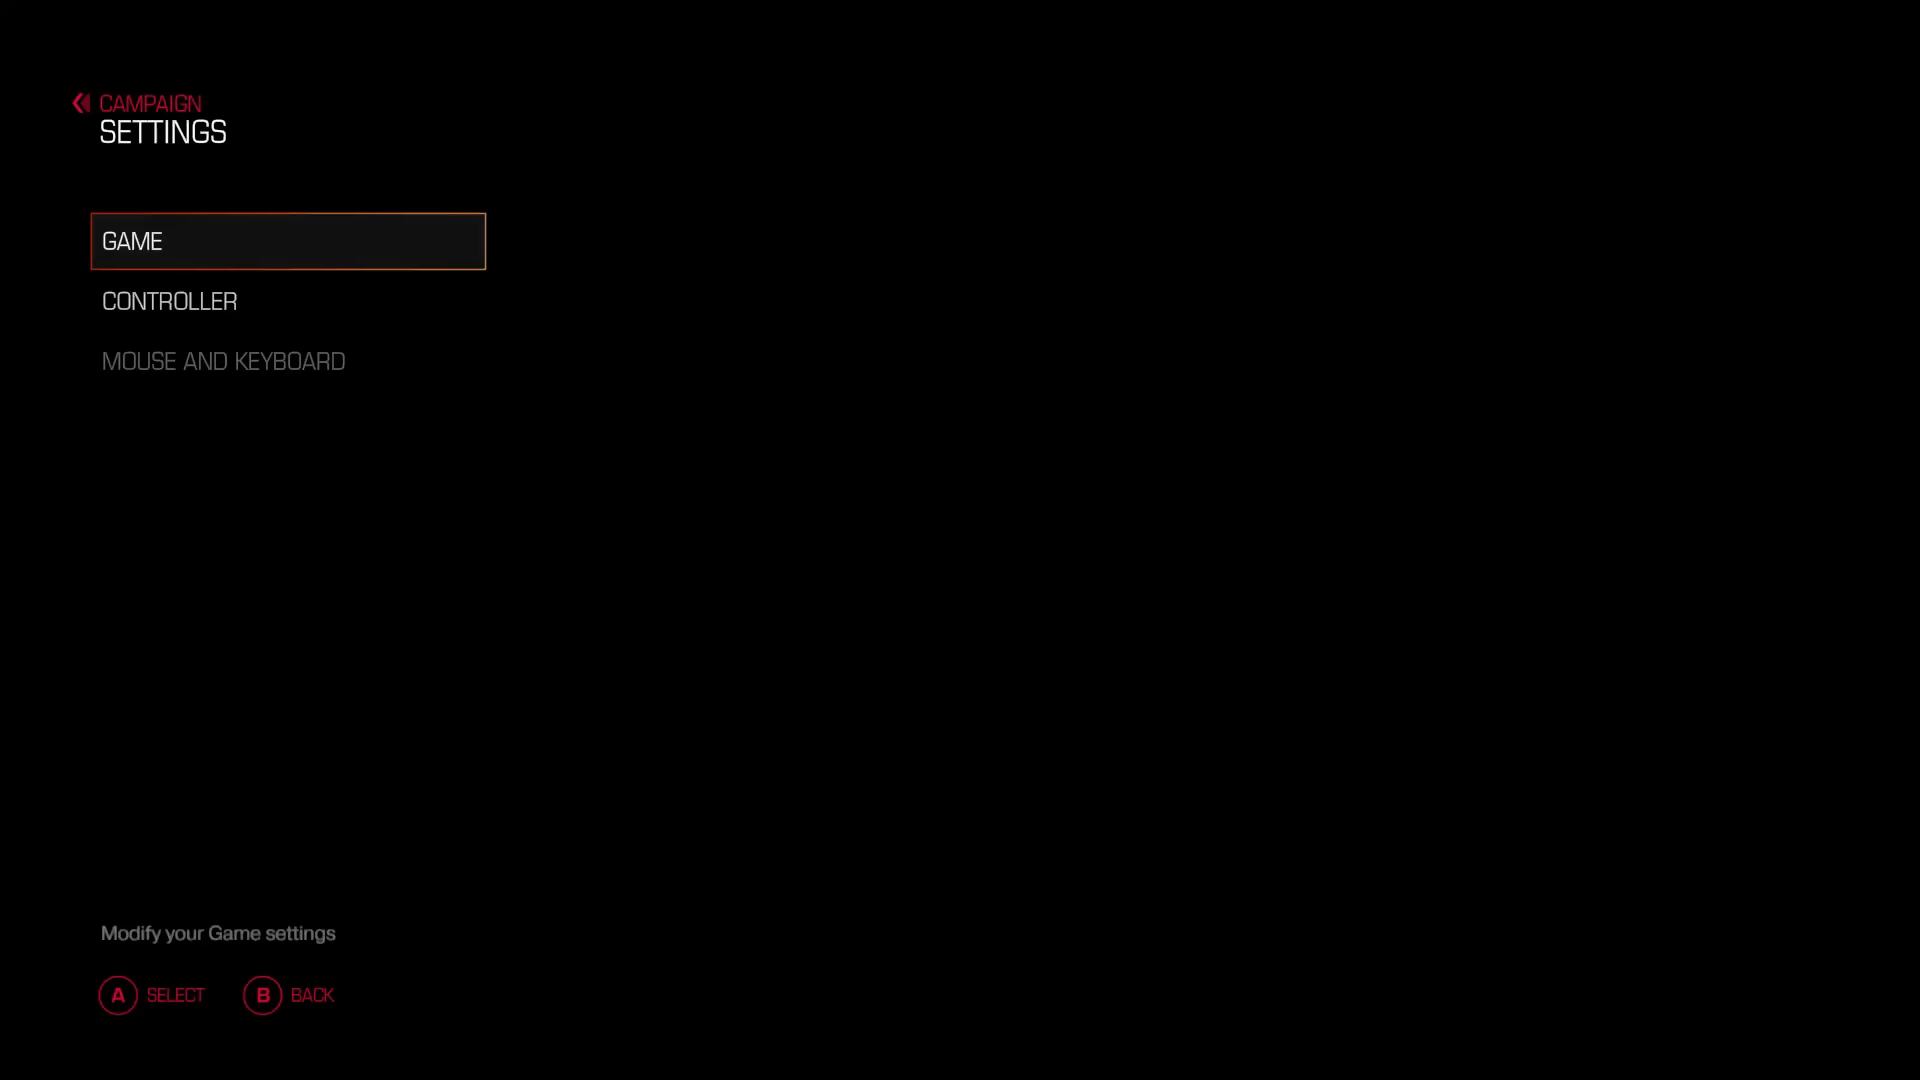 CAMPAIGN
SETTINGS
GAME
CONTROLLER
MOUSE AND KEYBOARD
Modify your Game settings
A SELECT B BACK